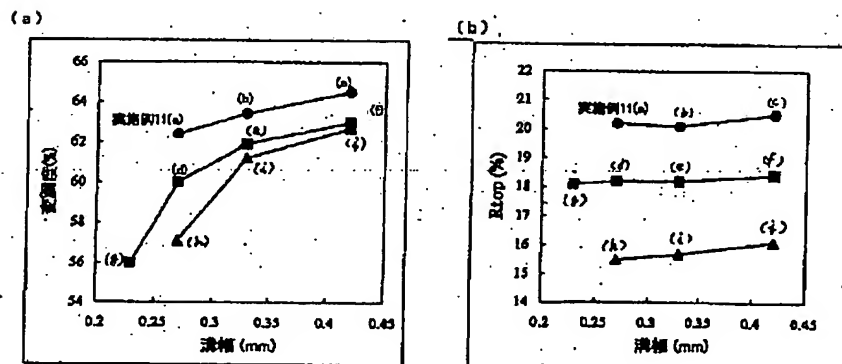 (a)
66
64
62
60
58
56
54
変調度(%)
実施例11(a)
(b)
(d)
(e)
(f)
(g)
(h)
(i)
(j)
0.2
0.25
0.3
0.35
0.4
0.45
溝幅 (mm)
(b)
22
21
20
19
18
17
16
15
14
Rtop (%)
実施例11(a)
(b)
(c)
(g)
(d)
(e)
(f)
(h)
(i)
(j)
0.2
0.25
0.3
0.35
0.4
0.45
溝幅 (mm)